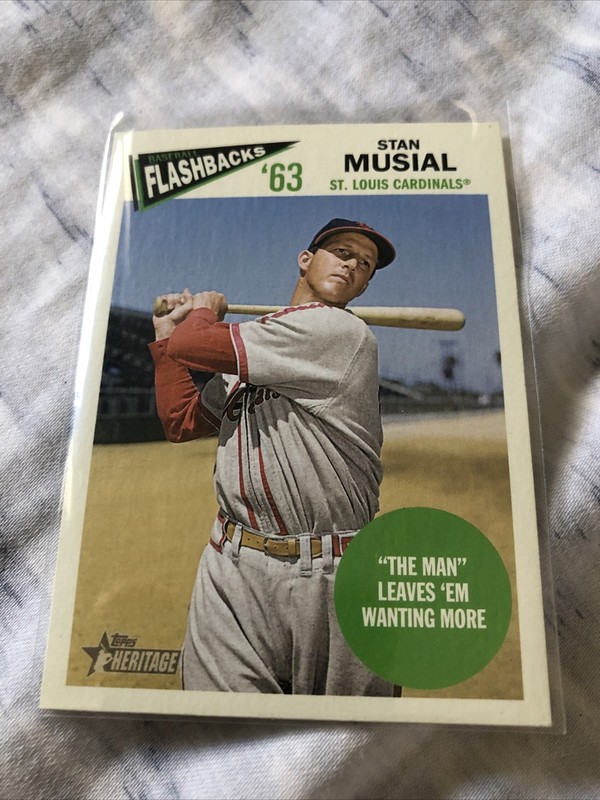 BASEBALL
FLASHBACKS
'63
STAN
MUSIAL
ST. LOUIS CARDINALS®
"THE MAN"
LEAVES 'EM
WANTING MORE
Topps
HERITAGE